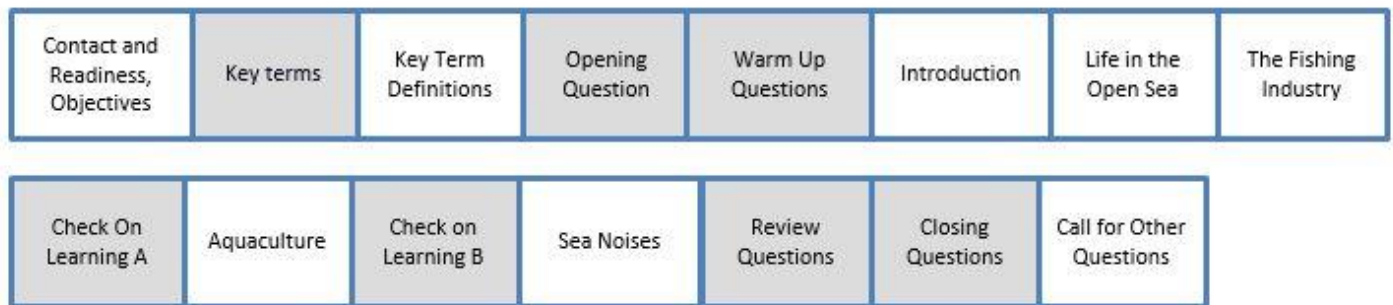 Contact and
Readiness,
Objectives
Key terms
Key Term
Definitions
Opening
Question
Warm Up
Questions
Introduction
Life in the
Open Sea
The Fishing
Industry
Check On
Learning A
Aquaculture
Check on
Learning B
Sea Noises
Review
Questions
Closing
Questions
Call for Other
Questions